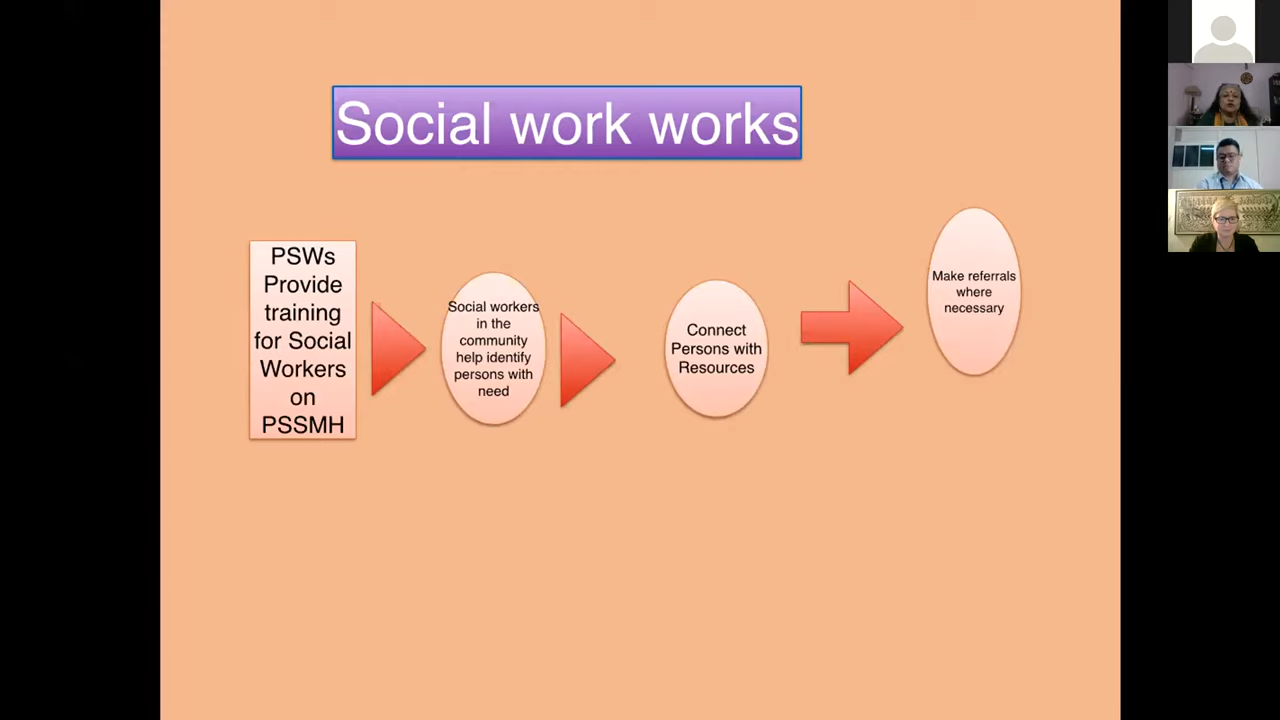 Social work works
PSWs
Provide
training
for Social
Workers
on
PSSMH
Social workers
in the
community
help identify
persons with
need
Connect
Persons with
Resources
Make referrals
where
necessary